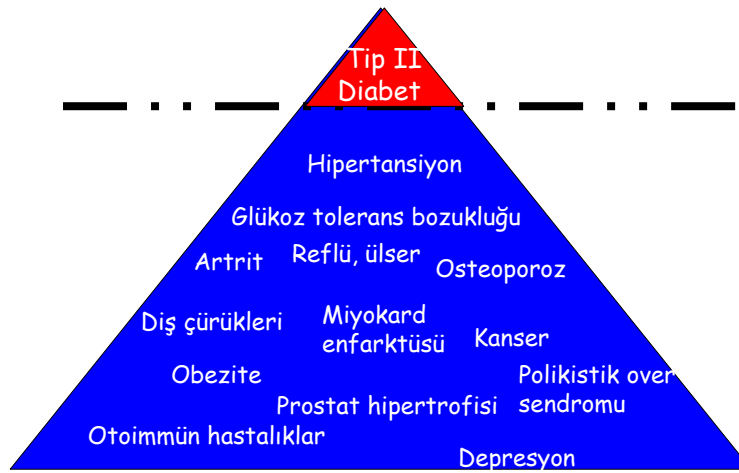 Tip II
Diabet
Hipertansiyon
Glükoz tolerans bozukluğu
Artrit
Reflü, ülser
Osteoporoz
Diş çürükleri
Miyokard
enfarktüsü
Kanser
Obezite
Polikistik over
sendromu
Prostat hipertrofisi
Otoimmün hastalıklar
Depresyon